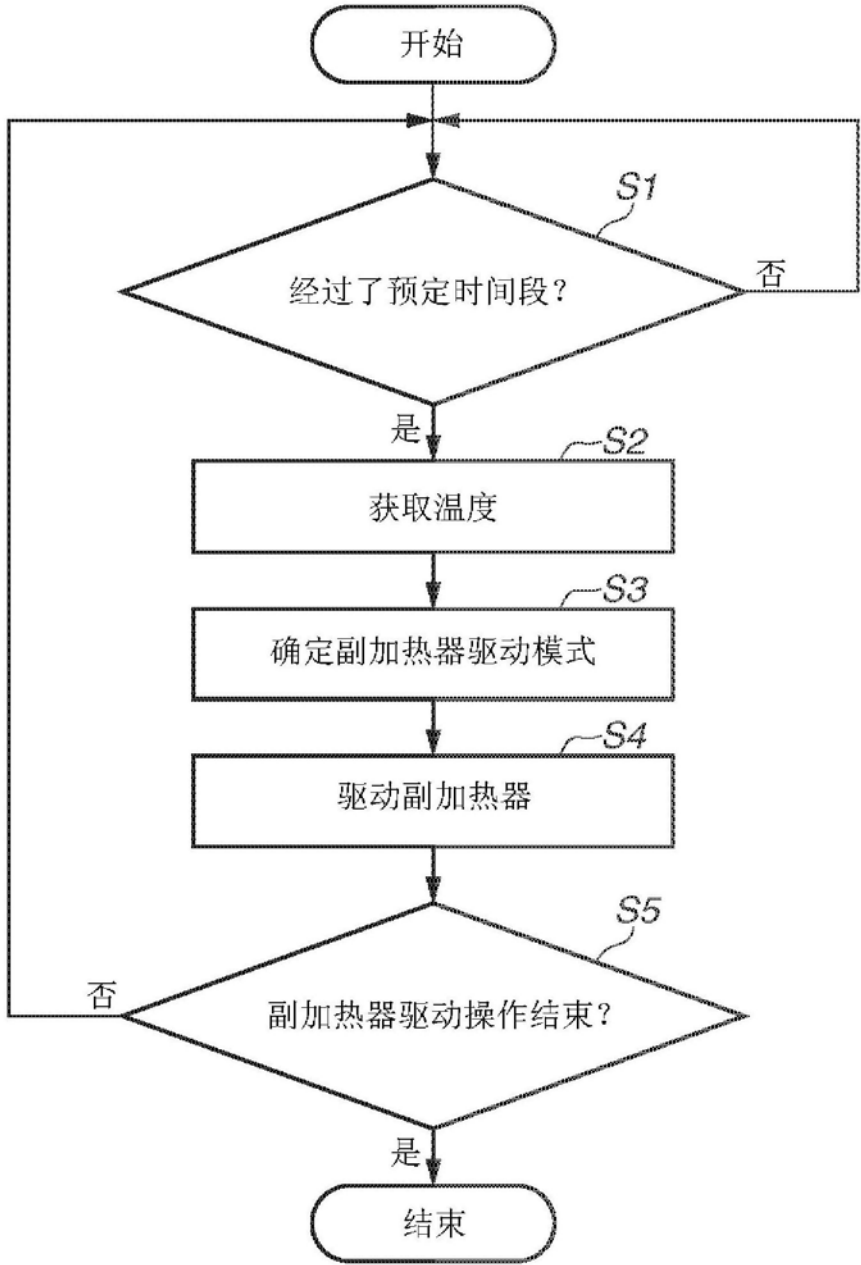 开始
S1
经过了预定时间段？
否
是
S2
获取温度
S3
确定副加热器驱动模式
S4
驱动副加热器
S5
否
副加热器驱动操作结束？
是
结束